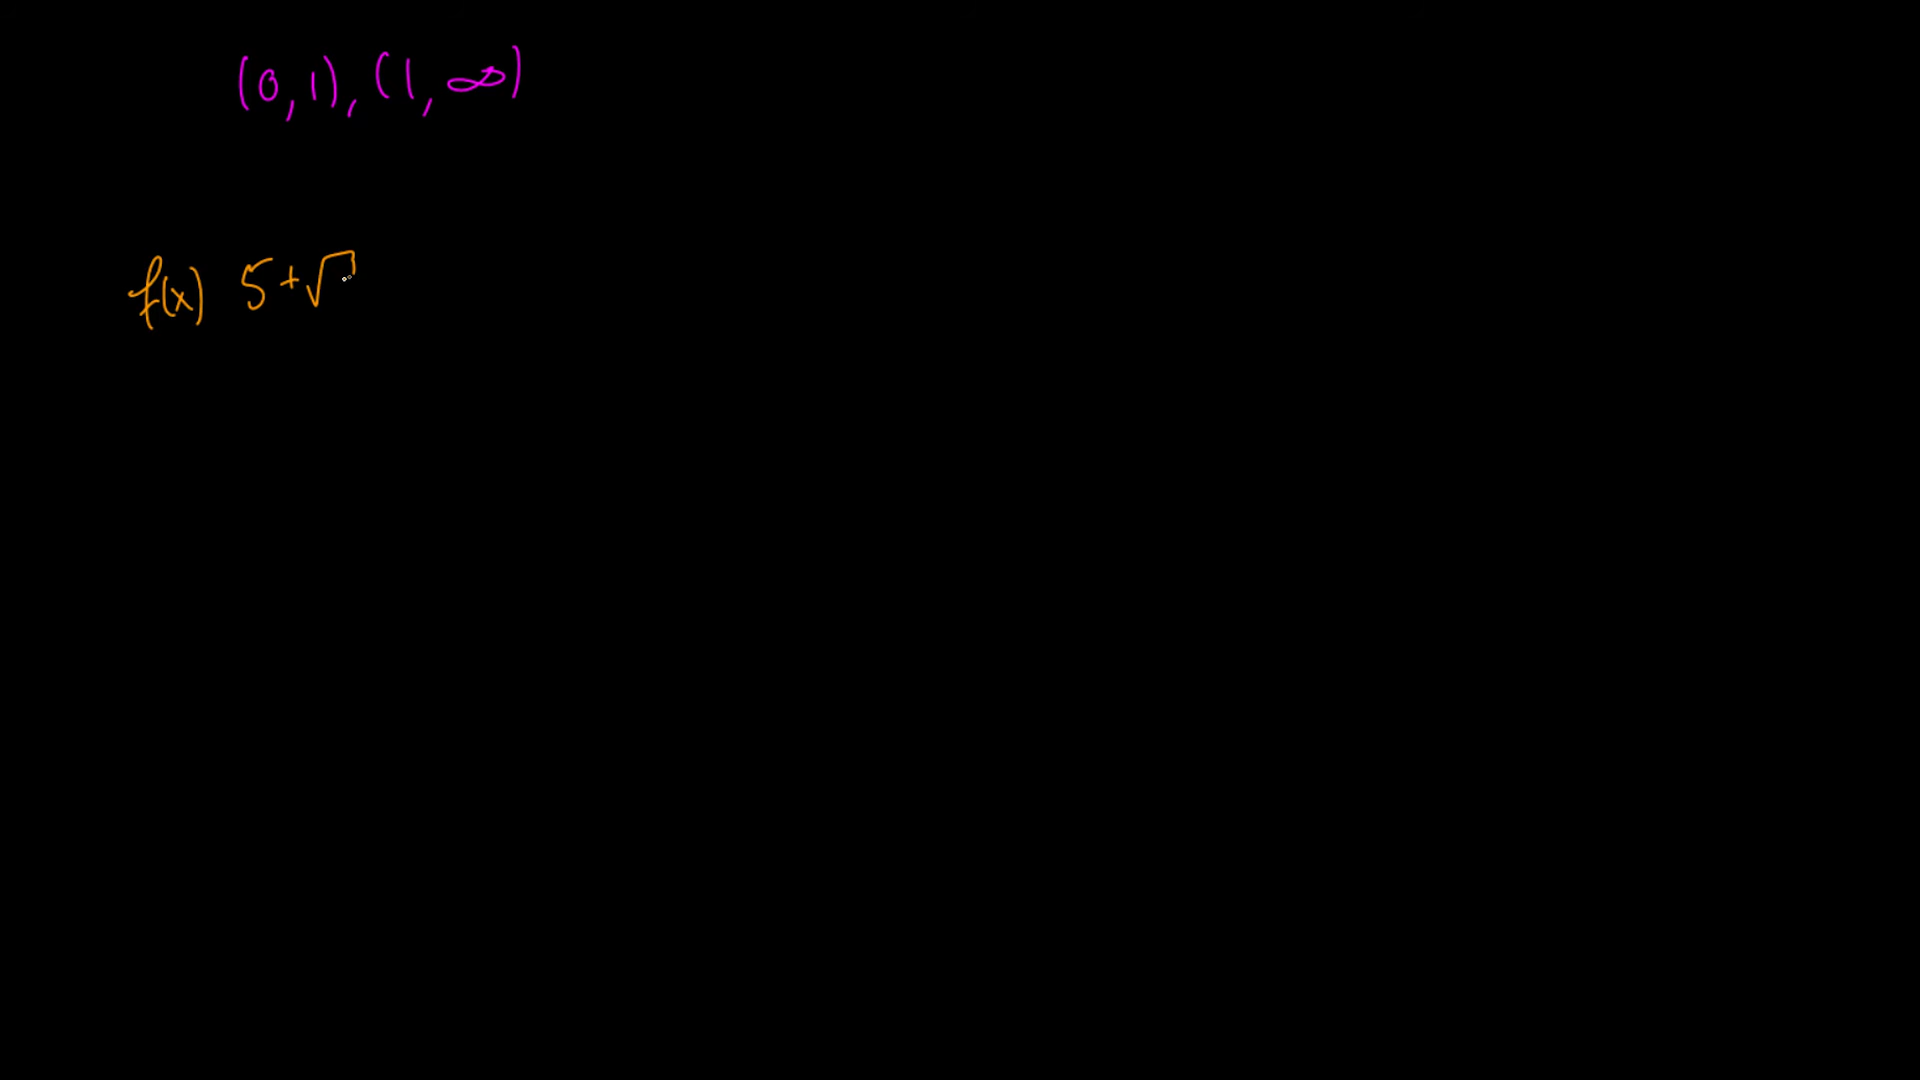 (0, 1), (1, ∞)
f(x) 5+√